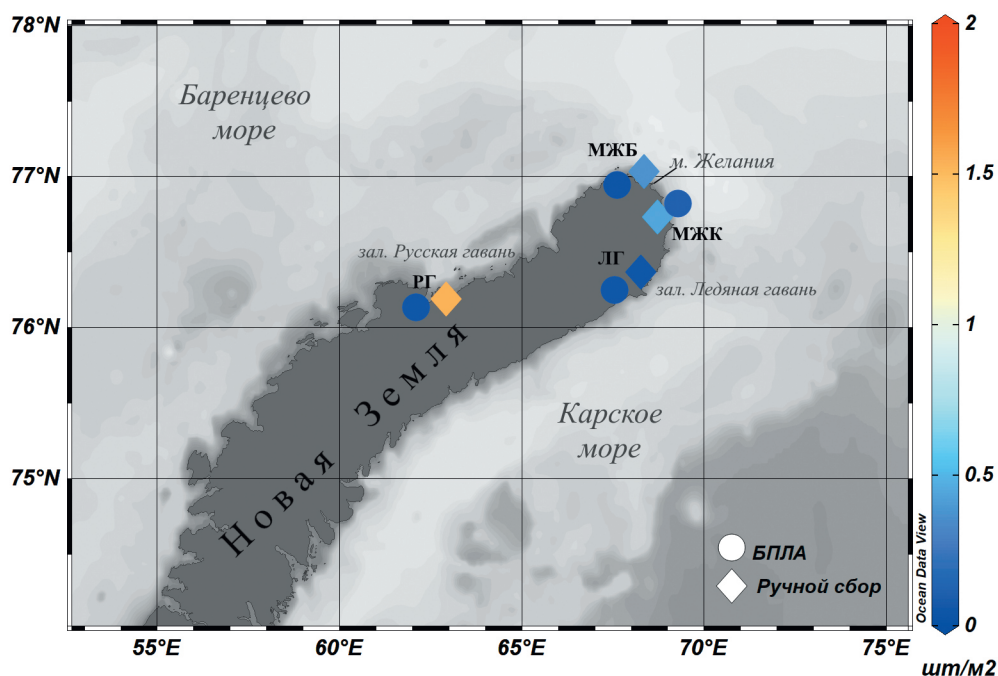 78°N
2
Баренцево
море
МЖБ
м. Желания
77°N
1.5
МЖК
зал. Русская гавань
ЛГ
РГ
зал. Ледяная гавань
76°N
1
Новая Земля
Карское
море
75°N
0.5
БПЛА
Ручной сбор
Ocean Data View
0
55°E
60°E
65°E
70°E
75°E
шт/м2